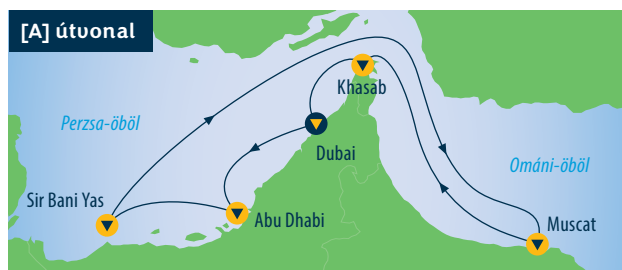 [A] útvonal
Khasab
Perzsa-öböl
Dubai
Ománi-öböl
Sir Bani Yas
Abu Dhabi
Muscat